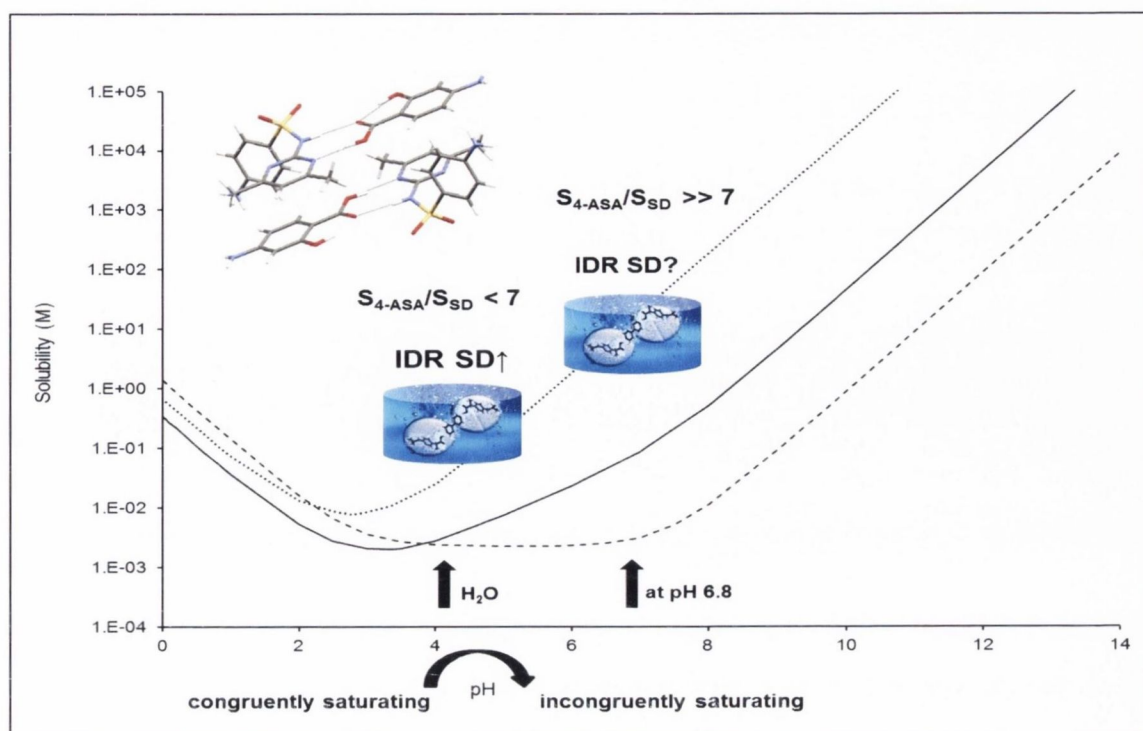 1.E+05
1.E+04
1.E+03
1.E+02
1.E+01
1.E+00
1.E-01
1.E-02
1.E-03
1.E-04
Solubility (M)
S4-ASA/SSD >> 7
IDR SD?
S4-ASA/SSD < 7
IDR SD↑
H2O
at pH 6.8
0 2 4 6 8 10 12 14
pH
congruently saturating
incongruently saturating